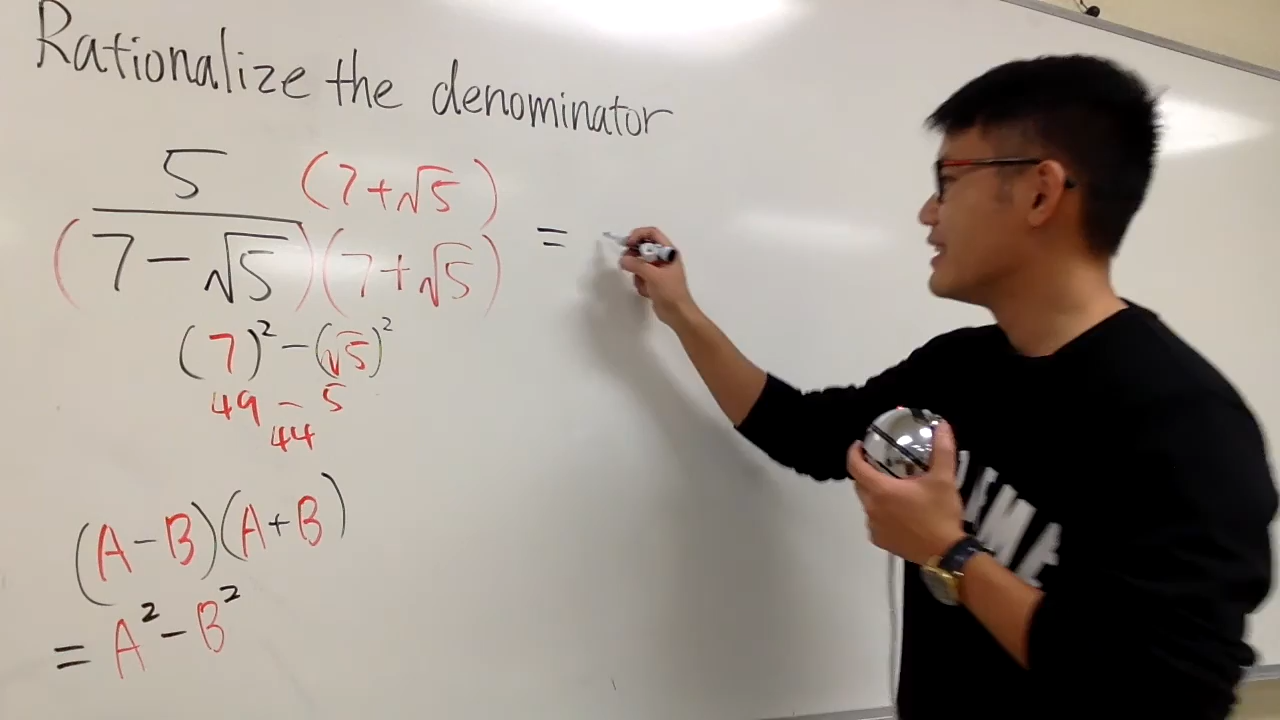 Rationalize the denominator
5 (7+√5)
(7-√5)(7+√5) =
(7)² - (√5)²
49 - 5
44
(A-B)(A+B)
= A² - B²